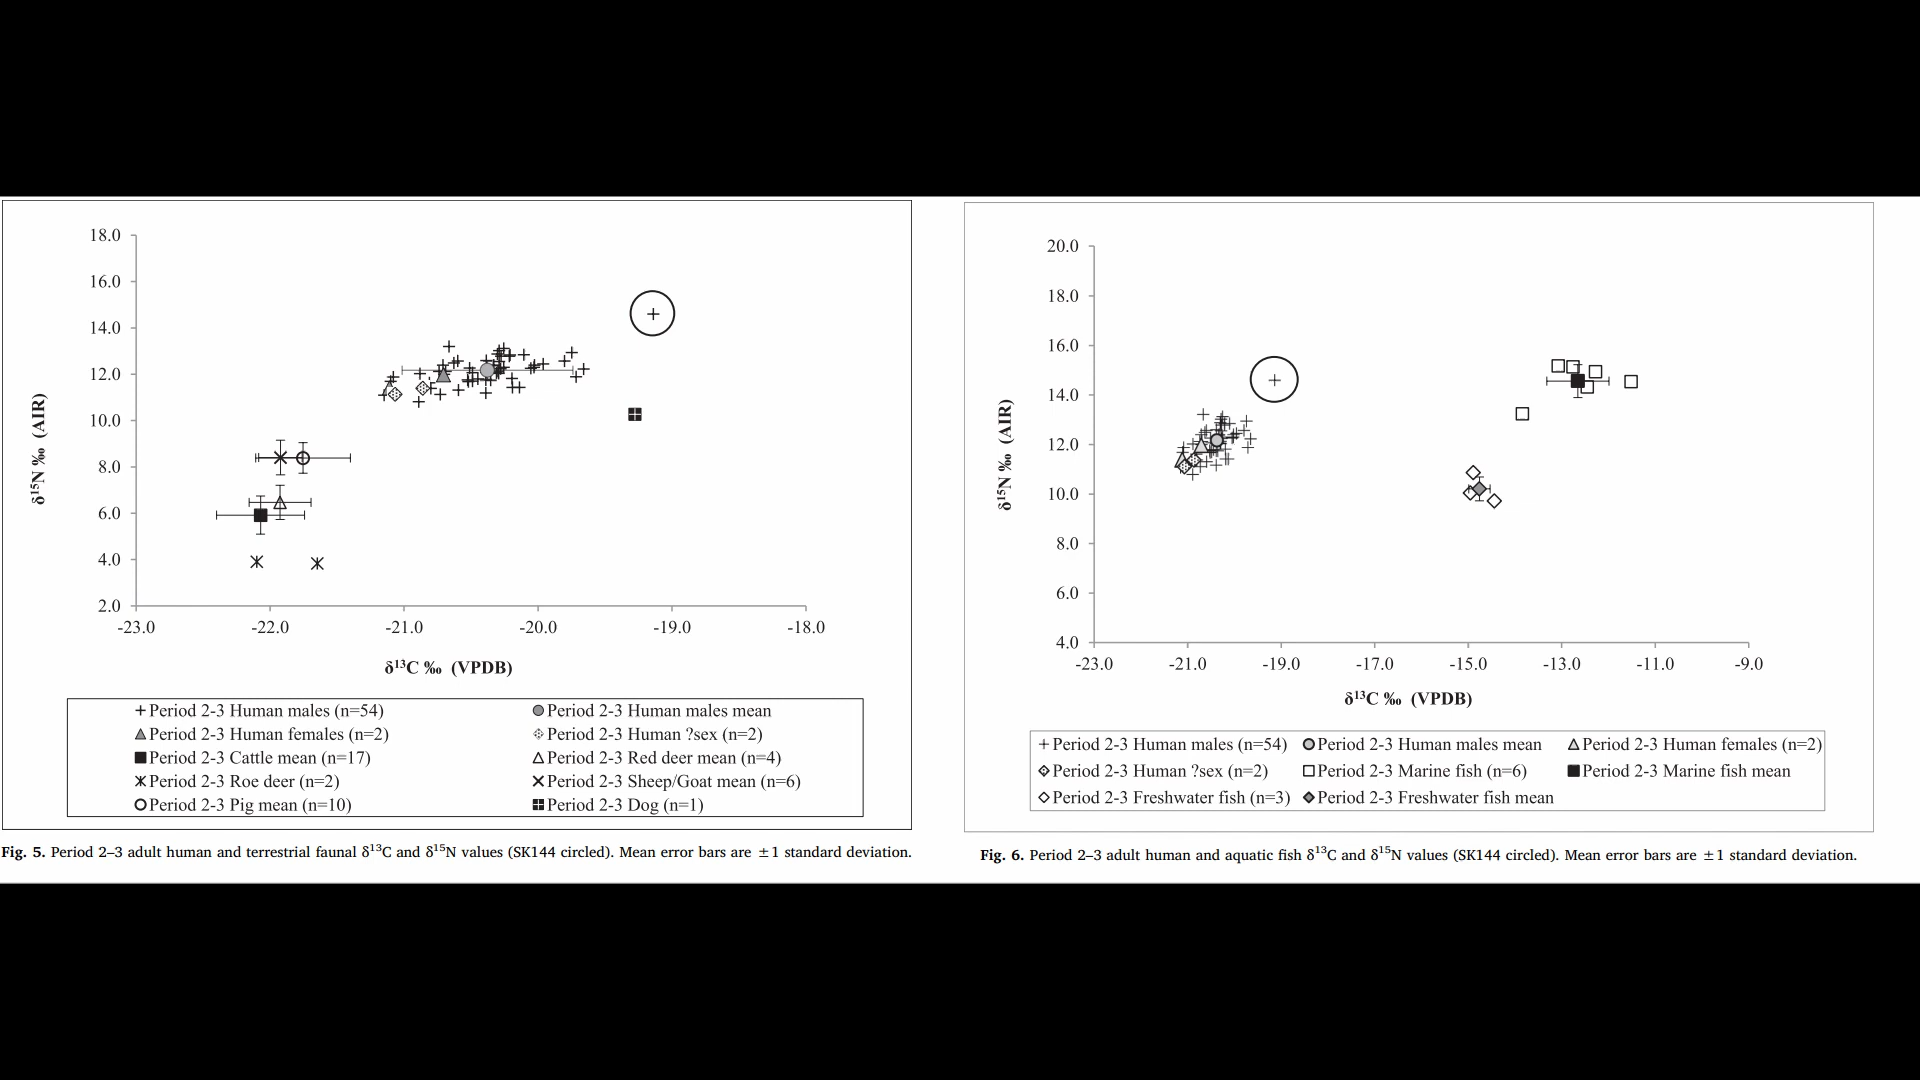 18.0
16.0
14.0
12.0
10.0
8.0
6.0
4.0
2.0
-23.0 -22.0 -21.0 -20.0 -19.0 -18.0
δ¹⁵N ‰ (AIR)
δ¹³C ‰ (VPDB)
Period 2-3 Human males (n=54) Period 2-3 Human males mean
Period 2-3 Human females (n=2) Period 2-3 Human ?sex (n=2)
Period 2-3 Cattle mean (n=17) Period 2-3 Red deer mean (n=4)
Period 2-3 Roe deer (n=2) Period 2-3 Sheep/Goat mean (n=6)
Period 2-3 Pig mean (n=10) Period 2-3 Dog (n=1)
Fig. 5. Period 2–3 adult human and terrestrial faunal δ¹³C and δ¹⁵N values (SK144 circled). Mean error bars are ±1 standard deviation.
20.0
18.0
16.0
14.0
12.0
10.0
8.0
6.0
4.0
-23.0 -21.0 -19.0 -17.0 -15.0 -13.0 -11.0 -9.0
δ¹⁵N ‰ (AIR)
δ¹³C ‰ (VPDB)
Period 2-3 Human males (n=54) Period 2-3 Human males mean Period 2-3 Human females (n=2)
Period 2-3 Human ?sex (n=2) Period 2-3 Marine fish (n=6) Period 2-3 Marine fish mean
Period 2-3 Freshwater fish (n=3) Period 2-3 Freshwater fish mean
Fig. 6. Period 2–3 adult human and aquatic fish δ¹³C and δ¹⁵N values (SK144 circled). Mean error bars are ±1 standard deviation.